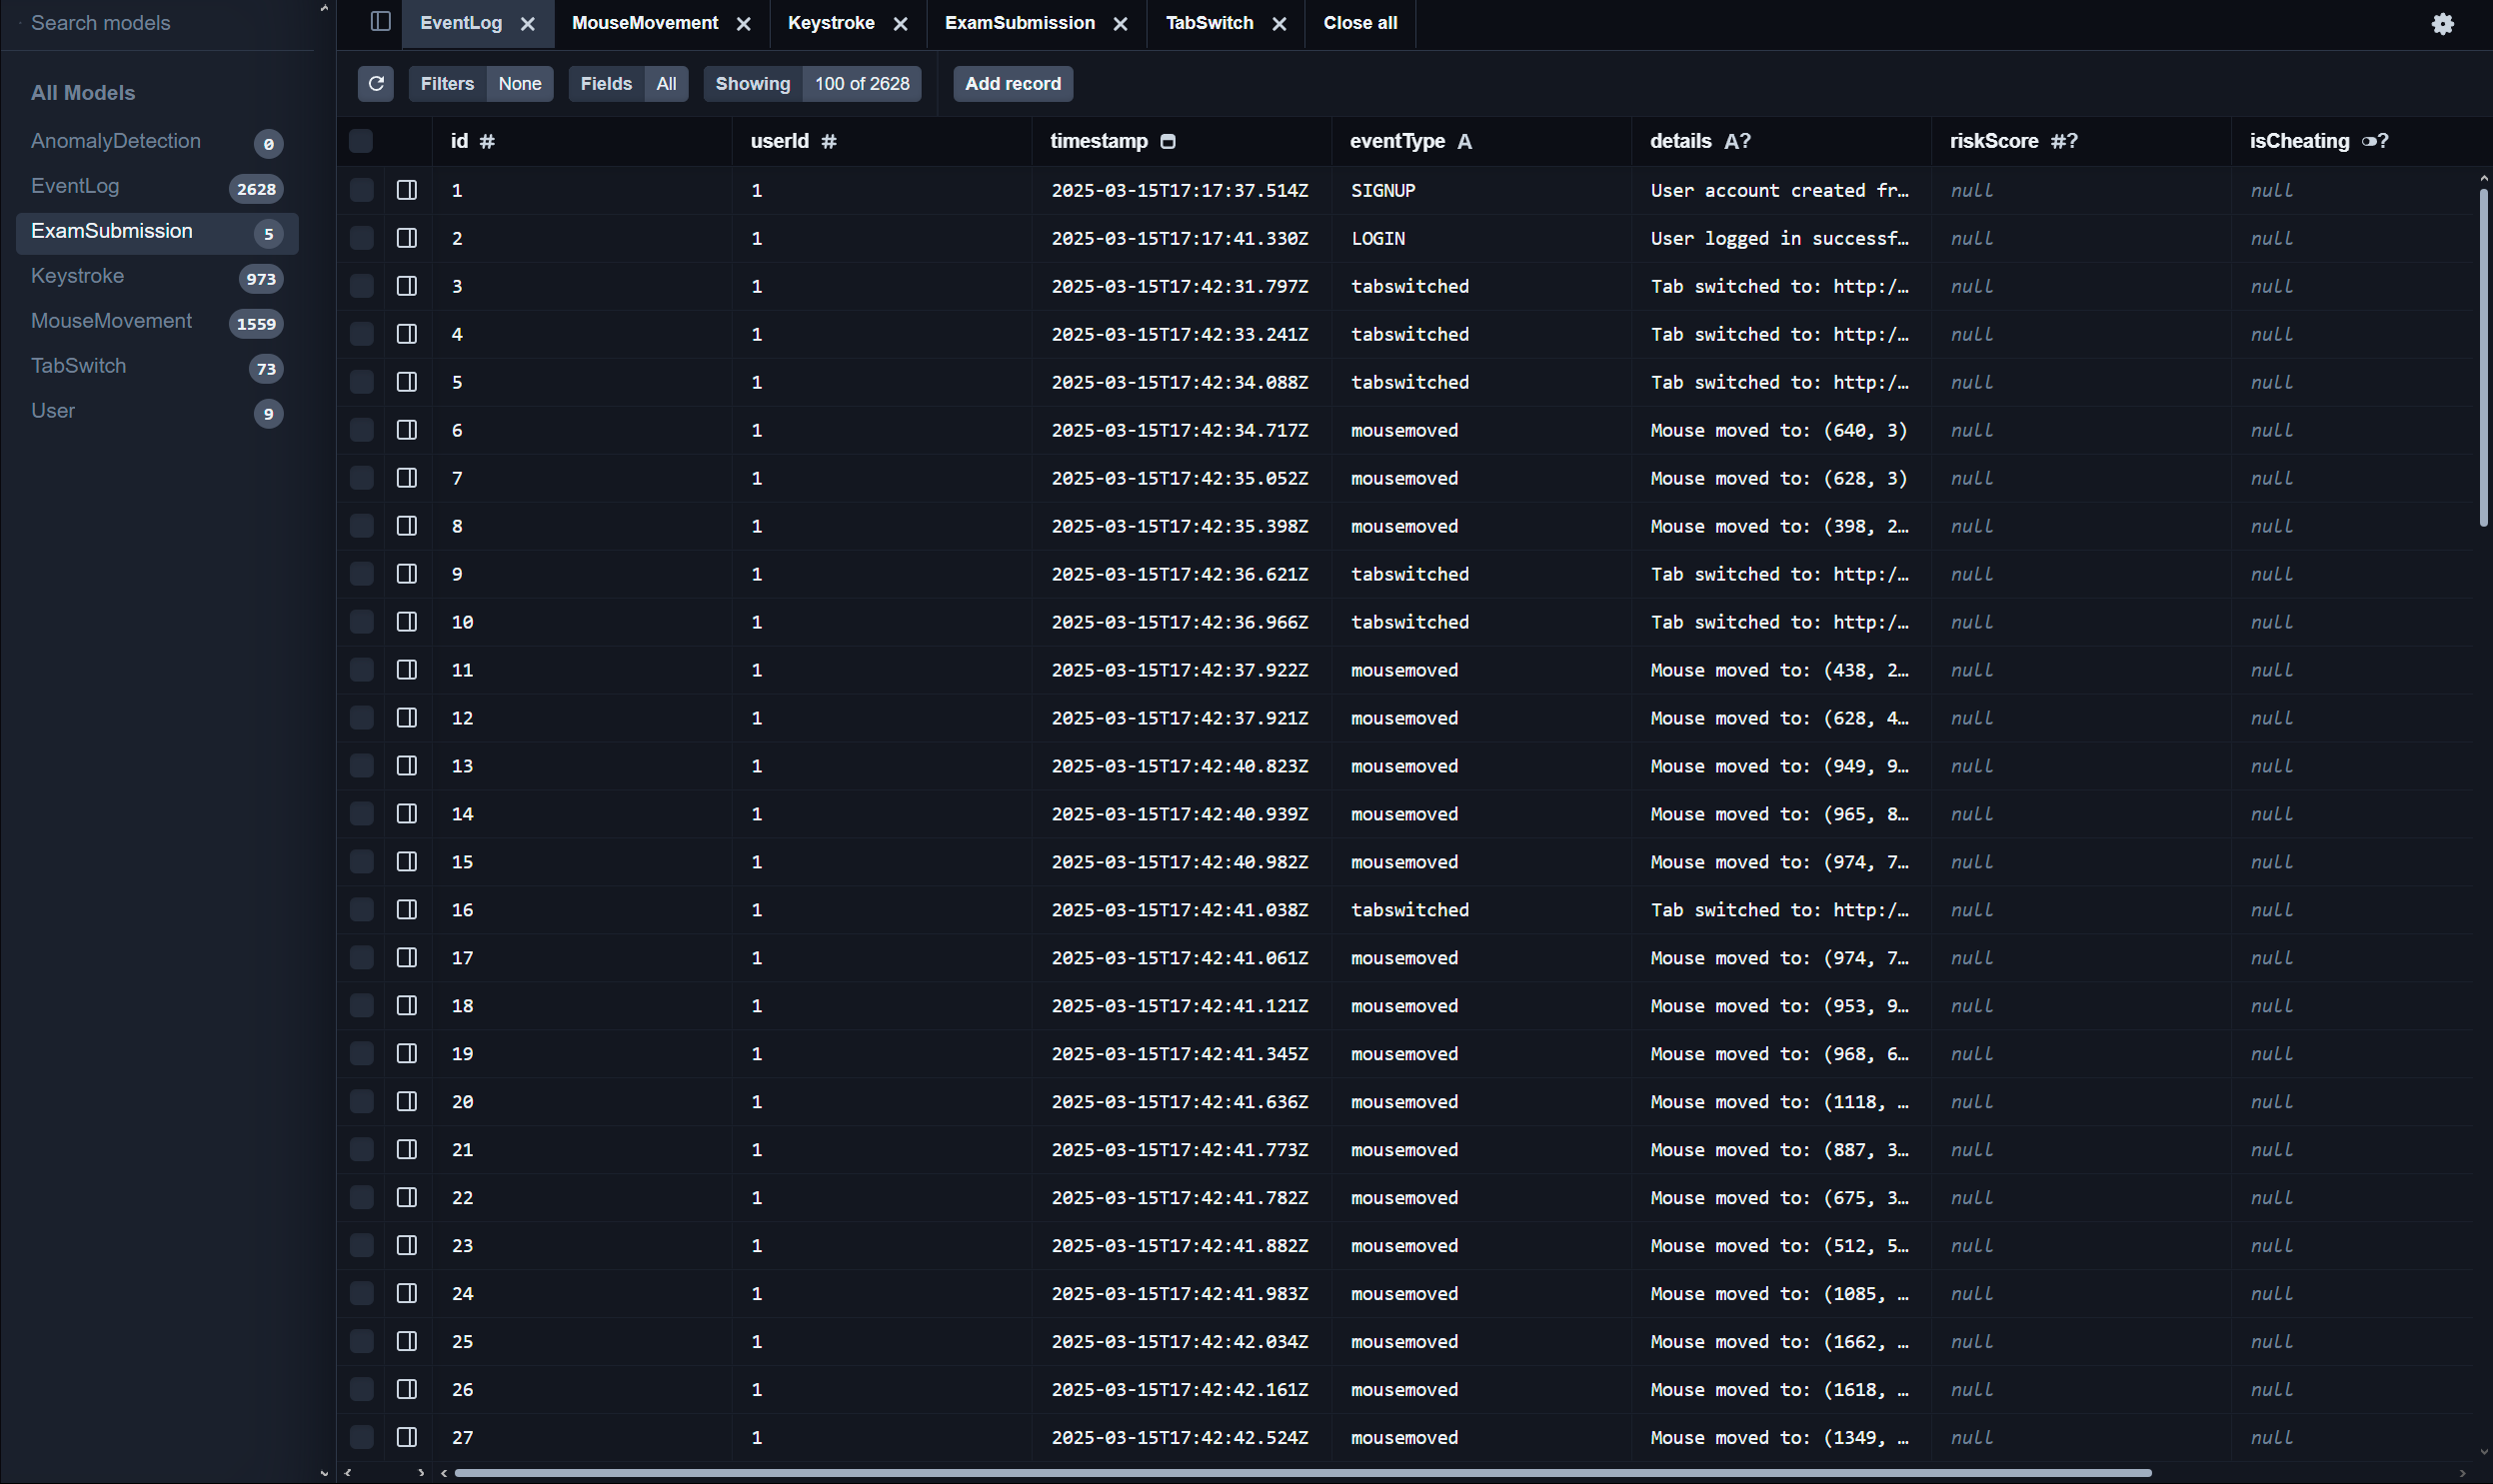 Search models
All Models
AnomalyDetection 0
EventLog 2628
ExamSubmission 5
Keystroke 973
MouseMovement 1559
TabSwitch 73
User 9
EventLog MouseMovement Keystroke ExamSubmission TabSwitch Close all
Filters None Fields All Showing 100 of 2628 Add record
id # userId # timestamp eventType A details A? riskScore #? isCheating ?
1 1 2025-03-15T17:17:37.514Z SIGNUP User account created fr… null null
2 1 2025-03-15T17:17:41.330Z LOGIN User logged in successf… null null
3 1 2025-03-15T17:42:31.797Z tabswitched Tab switched to: http:/… null null
4 1 2025-03-15T17:42:33.241Z tabswitched Tab switched to: http:/… null null
5 1 2025-03-15T17:42:34.088Z tabswitched Tab switched to: http:/… null null
6 1 2025-03-15T17:42:34.717Z mousemoved Mouse moved to: (640, 3) null null
7 1 2025-03-15T17:42:35.052Z mousemoved Mouse moved to: (628, 3) null null
8 1 2025-03-15T17:42:35.398Z mousemoved Mouse moved to: (398, 2… null null
9 1 2025-03-15T17:42:36.621Z tabswitched Tab switched to: http:/… null null
10 1 2025-03-15T17:42:36.966Z tabswitched Tab switched to: http:/… null null
11 1 2025-03-15T17:42:37.922Z mousemoved Mouse moved to: (438, 2… null null
12 1 2025-03-15T17:42:37.921Z mousemoved Mouse moved to: (628, 4… null null
13 1 2025-03-15T17:42:40.823Z mousemoved Mouse moved to: (949, 9… null null
14 1 2025-03-15T17:42:40.939Z mousemoved Mouse moved to: (965, 8… null null
15 1 2025-03-15T17:42:40.982Z mousemoved Mouse moved to: (974, 7… null null
16 1 2025-03-15T17:42:41.038Z tabswitched Tab switched to: http:/… null null
17 1 2025-03-15T17:42:41.061Z mousemoved Mouse moved to: (974, 7… null null
18 1 2025-03-15T17:42:41.121Z mousemoved Mouse moved to: (953, 9… null null
19 1 2025-03-15T17:42:41.345Z mousemoved Mouse moved to: (968, 6… null null
20 1 2025-03-15T17:42:41.636Z mousemoved Mouse moved to: (1118, … null null
21 1 2025-03-15T17:42:41.773Z mousemoved Mouse moved to: (887, 3… null null
22 1 2025-03-15T17:42:41.782Z mousemoved Mouse moved to: (675, 3… null null
23 1 2025-03-15T17:42:41.882Z mousemoved Mouse moved to: (512, 5… null null
24 1 2025-03-15T17:42:41.983Z mousemoved Mouse moved to: (1085, … null null
25 1 2025-03-15T17:42:42.034Z mousemoved Mouse moved to: (1662, … null null
26 1 2025-03-15T17:42:42.161Z mousemoved Mouse moved to: (1618, … null null
27 1 2025-03-15T17:42:42.524Z mousemoved Mouse moved to: (1349, … null null